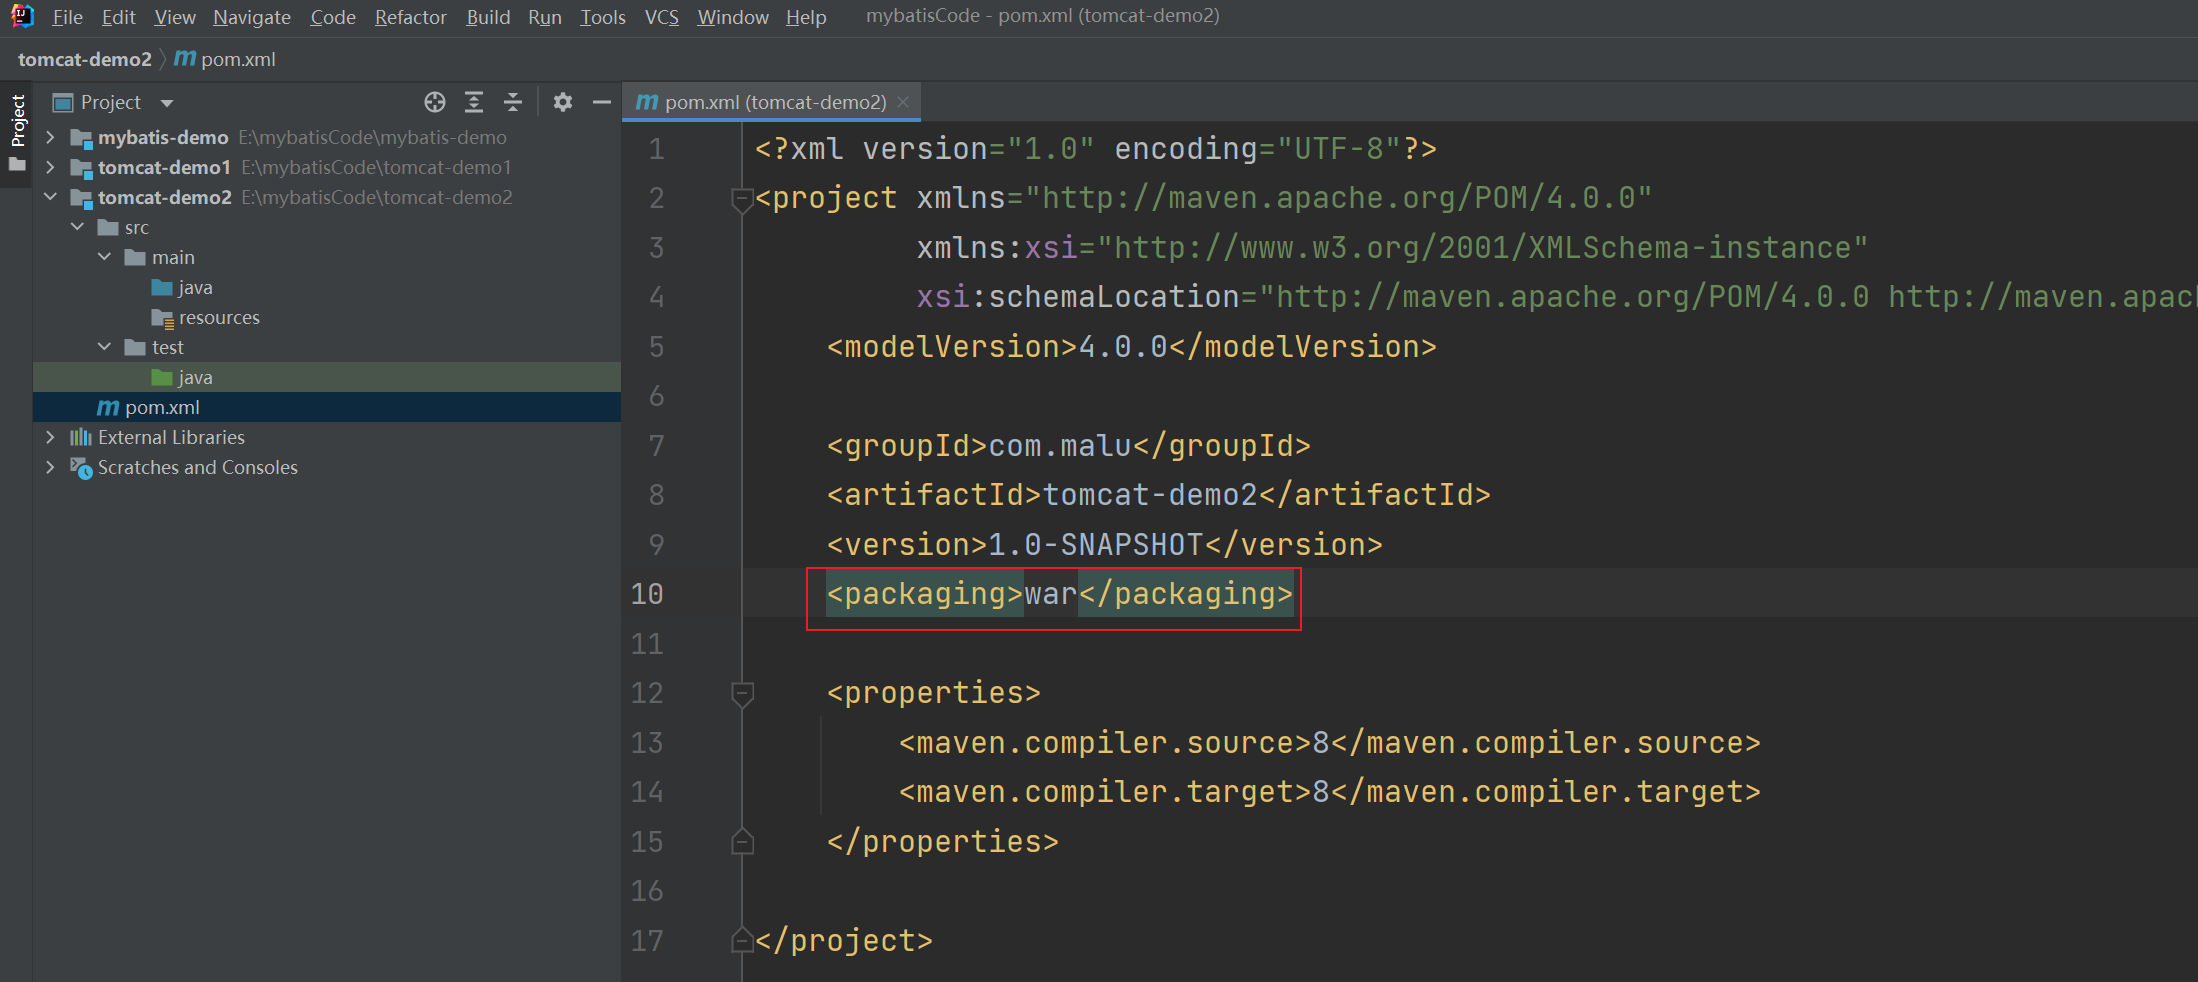 File Edit View Navigate Code Refactor Build Run Tools VCS Window Help mybatisCode - pom.xml (tomcat-demo2)
tomcat-demo2 pom.xml
Project
Project
pom.xml (tomcat-demo2)
mybatis-demo E:\mybatisCode\mybatis-demo
tomcat-demo1 E:\mybatisCode\tomcat-demo1
tomcat-demo2 E:\mybatisCode\tomcat-demo2
src
main
java
resources
test
java
pom.xml
External Libraries
Scratches and Consoles
1 <?xml version="1.0" encoding="UTF-8"?>
2 <project xmlns="http://maven.apache.org/POM/4.0.0"
3 xmlns:xsi="http://www.w3.org/2001/XMLSchema-instance"
4 xsi:schemaLocation="http://maven.apache.org/POM/4.0.0 http://maven.apac
5 <modelVersion>4.0.0</modelVersion>
6
7 <groupId>com.malu</groupId>
8 <artifactId>tomcat-demo2</artifactId>
9 <version>1.0-SNAPSHOT</version>
10 <packaging>war</packaging>
11
12 <properties>
13 <maven.compiler.source>8</maven.compiler.source>
14 <maven.compiler.target>8</maven.compiler.target>
15 </properties>
16
17 </project>